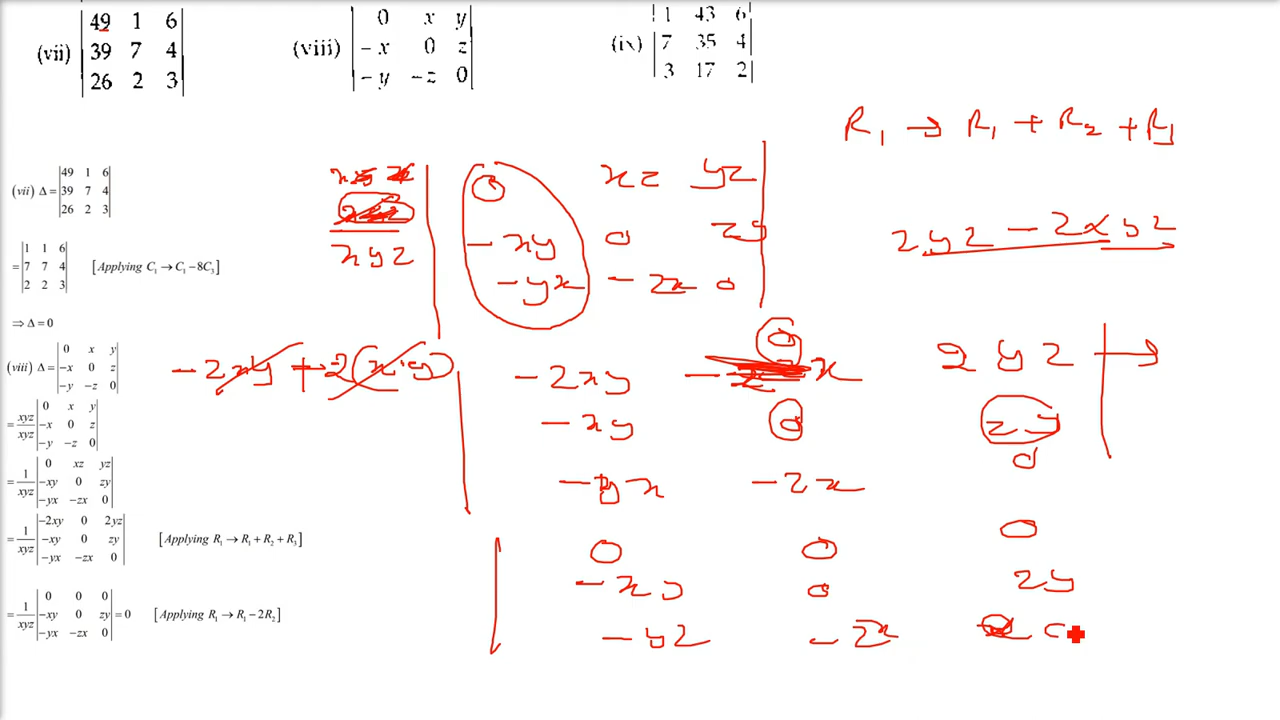 (vii) |49 1 6|
|39 7 4|
|26 2 3|
(viii) |0 x y|
|-x 0 z|
|-y -z 0|
(ix) |1 43 6|
|7 35 4|
|3 17 2|
R₁ → R₁ + R₂ + R₃
(vii) Δ = |49 1 6|
|39 7 4|
|26 2 3|
= |1 1 6|
|7 7 4|
|2 2 3|
[Applying C₁ → C₁ – 8C₃]
⇒ Δ = 0
(viii) Δ = |0 x y|
|-x 0 z|
|-y -z 0|
= xyz/xyz |0 x y|
|-x 0 z|
|-y -z 0|
= 1/xyz |0 xz yz|
|-xy 0 zy|
|-yx -zx 0|
= 1/xyz |-2xy 0 2yz|
|-xy 0 zy|
|-yx -zx 0|
[Applying R₁ → R₁ + R₂ + R₃]
= 1/xyz |0 0 0|
|-xy 0 zy|
|-yx -zx 0| = 0
[Applying R₁ → R₁ – 2R₂]
xyz
|0 xz yz|
-xy 0 zy
-yx -zx 0
2yz - 2xyz
-2xy + 2(x·y)
-2xy x 2yz
0
-xy 0 zy
-yx -zx 0
0 0 0
-xy 0 zy
-yz -zx